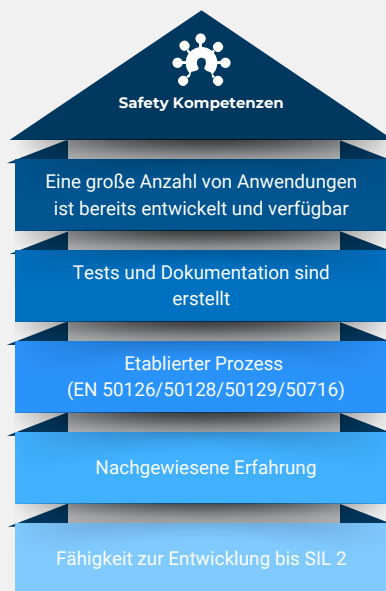 Safety Kompetenzen
Eine große Anzahl von Anwendungen
ist bereits entwickelt und verfügbar
Tests und Dokumentation sind
erstellt
Etablierter Prozess
(EN 50126/50128/50129/50716)
Nachgewiesene Erfahrung
Fähigkeit zur Entwicklung bis SIL 2